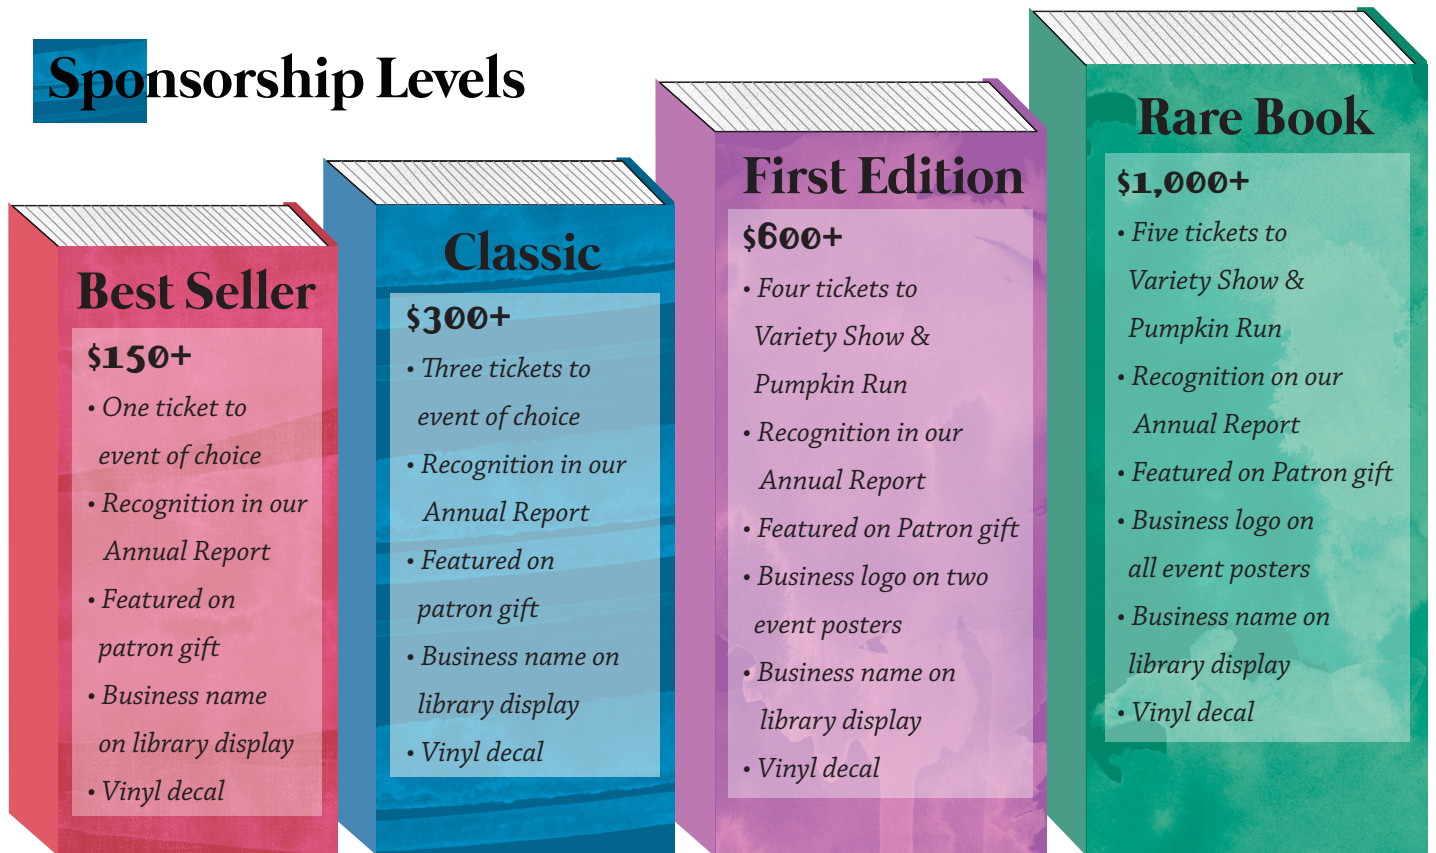 Sponsorship Levels
Best Seller
$150+
• One ticket to
event of choice
• Recognition in our
Annual Report
• Featured on
patron gift
• Business name
on library display
• Vinyl decal
Classic
$300+
• Three tickets to
event of choice
• Recognition in our
Annual Report
• Featured on
patron gift
• Business name on
library display
• Vinyl decal
First Edition
$600+
• Four tickets to
Variety Show &
Pumpkin Run
• Recognition in our
Annual Report
• Featured on Patron gift
• Business logo on two
event posters
• Business name on
library display
• Vinyl decal
Rare Book
$1,000+
• Five tickets to
Variety Show &
Pumpkin Run
• Recognition on our
Annual Report
• Featured on Patron gift
• Business logo on
all event posters
• Business name on
library display
• Vinyl decal